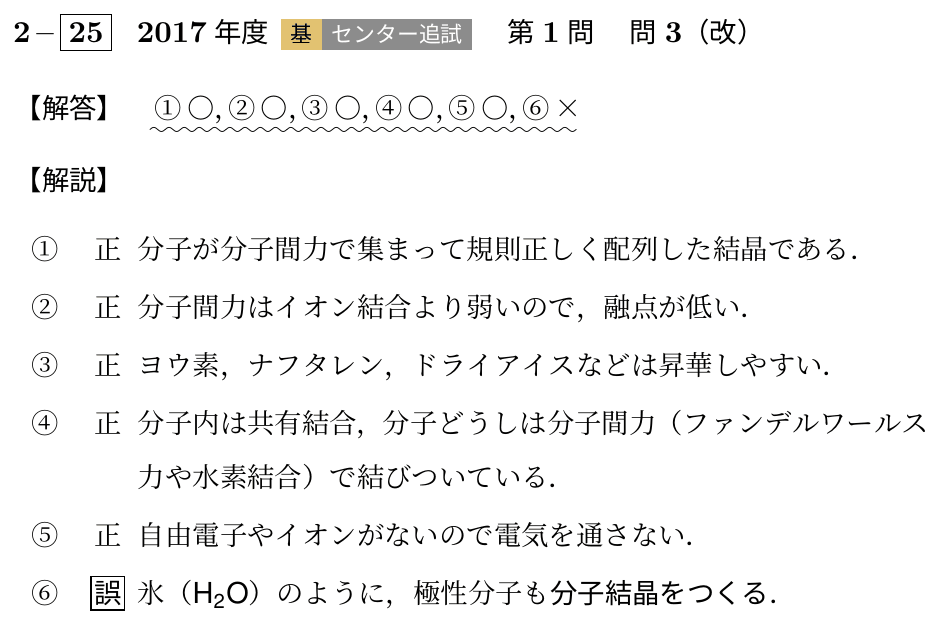 2－25 2017 年度 基 センター追試 第 1 問 問 3（改）
【解答】 ① ○, ② ○, ③ ○, ④ ○, ⑤ ○, ⑥ ×
【解説】
① 正 分子が分子間力で集まって規則正しく配列した結晶である．
② 正 分子間力はイオン結合より弱いので，融点が低い．
③ 正 ヨウ素，ナフタレン，ドライアイスなどは昇華しやすい．
④ 正 分子内は共有結合，分子どうしは分子間力（ファンデルワールス
力や水素結合）で結びついている．
⑤ 正 自由電子やイオンがないので電気を通さない．
⑥ 誤 氷（H₂O）のように，極性分子も分子結晶をつくる．